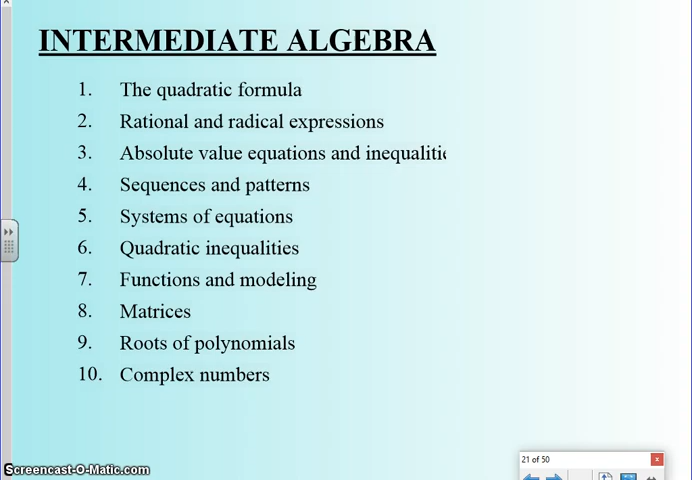 INTERMEDIATE ALGEBRA
1. The quadratic formula
2. Rational and radical expressions
3. Absolute value equations and inequalitie
4. Sequences and patterns
5. Systems of equations
6. Quadratic inequalities
7. Functions and modeling
8. Matrices
9. Roots of polynomials
10. Complex numbers
Screencast-O-Matic.com
21 of 50